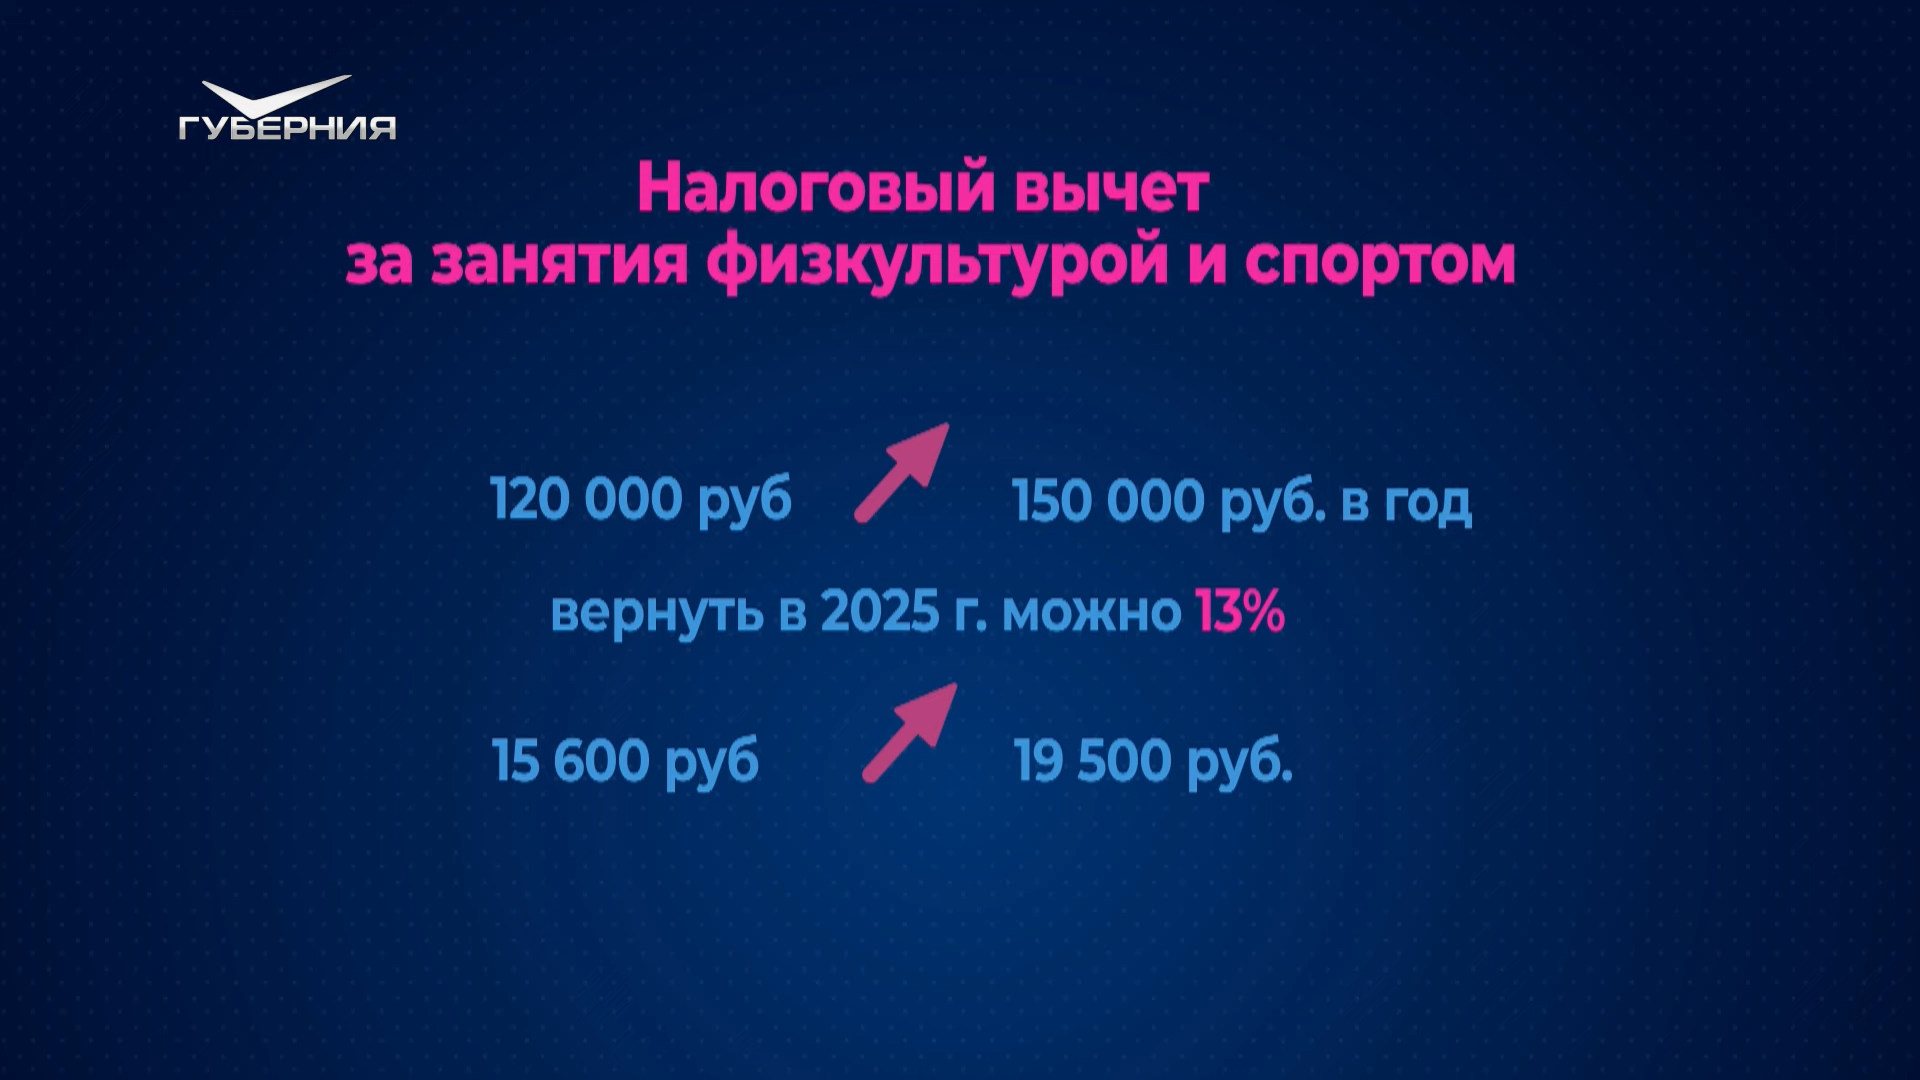 ГУБЕРНИЯ
Налоговый вычет
за занятия физкультурой и спортом
120 000 руб 150 000 руб. в год
вернуть в 2025 г. можно 13%
15 600 руб 19 500 руб.